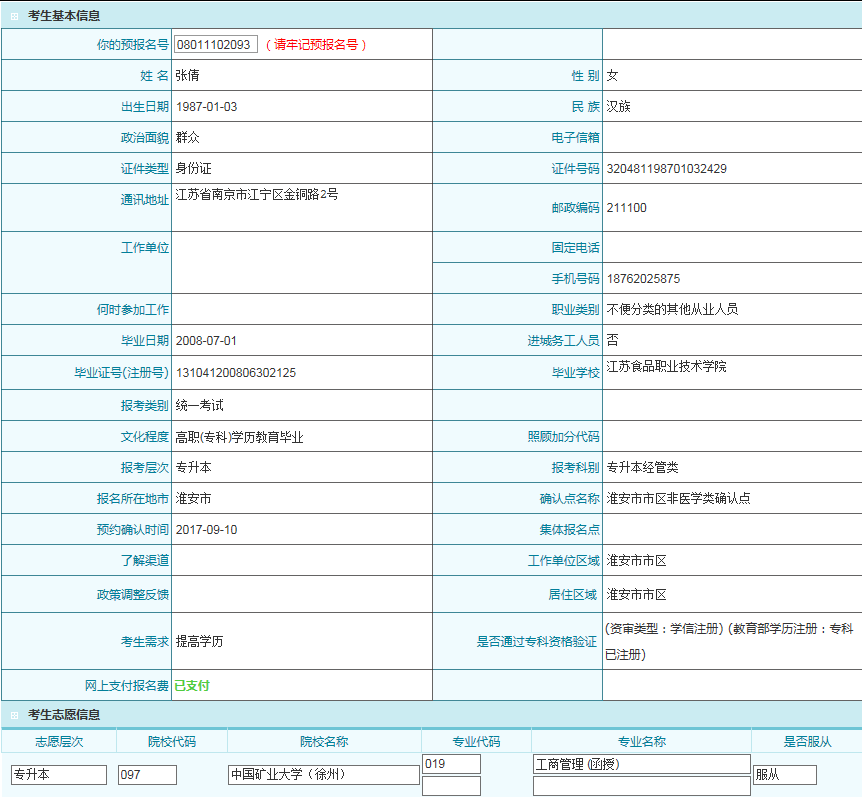 考生基本信息
你的预报名号 08011102093 （请牢记预报名号）
姓 名 张倩 性 别 女
出生日期 1987-01-03 民 族 汉族
政治面貌 群众 电子信箱
证件类型 身份证 证件号码 320481198701032429
通讯地址 江苏省南京市江宁区金铜路2号 邮政编码 211100
工作单位 固定电话
手机号码 18762025875
何时参加工作 职业类别 不便分类的其他从业人员
毕业日期 2008-07-01 进城务工人员 否
毕业证号(注册号) 131041200806302125 毕业学校 江苏食品职业技术学院
报考类别 统一考试
文化程度 高职(专科)学历教育毕业 照顾加分代码
报考层次 专升本 报考科别 专升本经管类
报名所在地市 淮安市 确认点名称 淮安市市区非医学类确认点
预约确认时间 2017-09-10 集体报名点
了解渠道 工作单位区域 淮安市市区
政策调整反馈 居住区域 淮安市市区
考生需求 提高学历 是否通过专科资格验证 (资审类型：学信注册) (教育部学历注册：专科
已注册)
网上支付报名费 已支付
考生志愿信息
志愿层次 院校代码 院校名称 专业代码 专业名称 是否服从
专升本 097 中国矿业大学（徐州） 019 工商管理 (函授) 服从